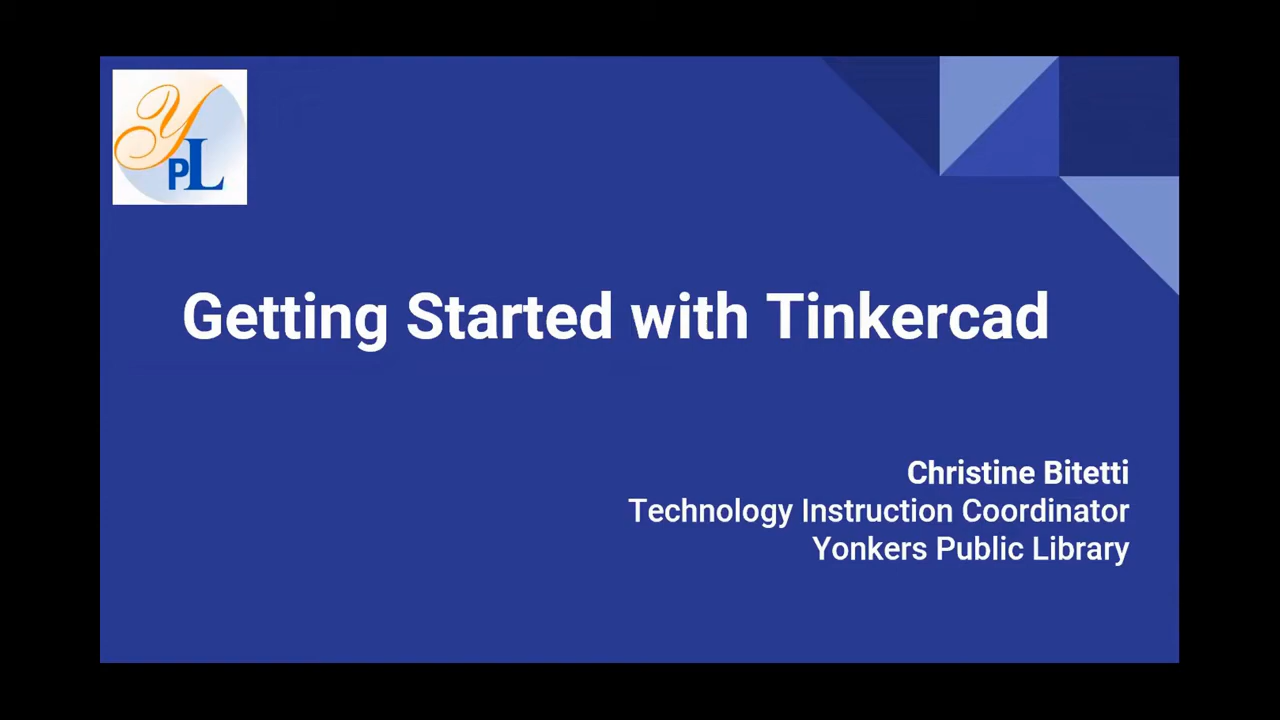 YPL
Getting Started with Tinkercad
Christine Bitetti
Technology Instruction Coordinator
Yonkers Public Library